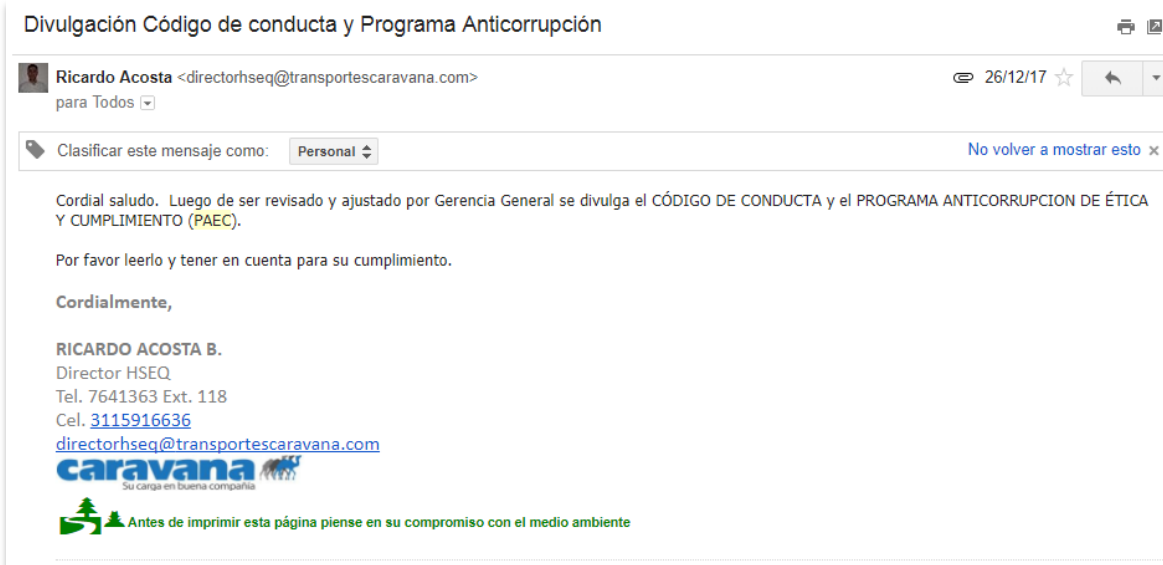 Divulgación Código de conducta y Programa Anticorrupción
Ricardo Acosta <directorhseq@transportescaravana.com>
26/12/17
para Todos
Clasificar este mensaje como: Personal
No volver a mostrar esto ×
Cordial saludo. Luego de ser revisado y ajustado por Gerencia General se divulga el CÓDIGO DE CONDUCTA y el PROGRAMA ANTICORRUPCION DE ÉTICA
Y CUMPLIMIENTO (PAEC).
Por favor leerlo y tener en cuenta para su cumplimiento.
Cordialmente,
RICARDO ACOSTA B.
Director HSEQ
Tel. 7641363 Ext. 118
Cel. 3115916636
directorhseq@transportescaravana.com
caravana
Su carga en buena compañía
Antes de imprimir esta página piense en su compromiso con el medio ambiente